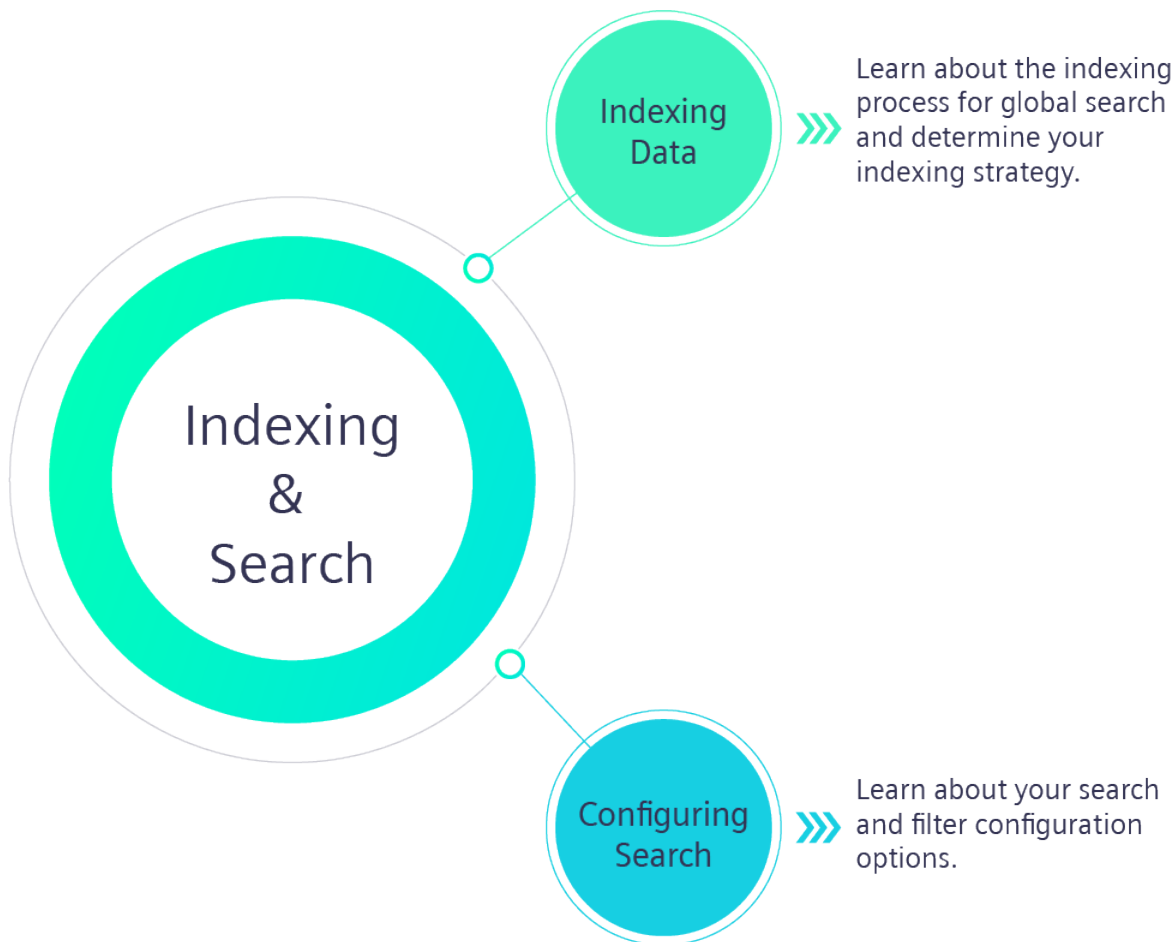 Indexing
Data
Learn about the indexing
process for global search
and determine your
indexing strategy.
Indexing
&
Search
Configuring
Search
Learn about your search
and filter configuration
options.